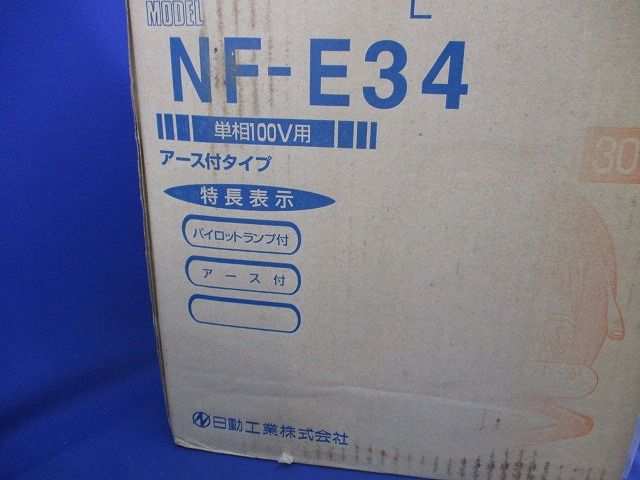 MODEL
NF-E34
単相100V用
アース付タイプ
30
特長表示
パイロットランプ付
アース付
日動工業株式会社